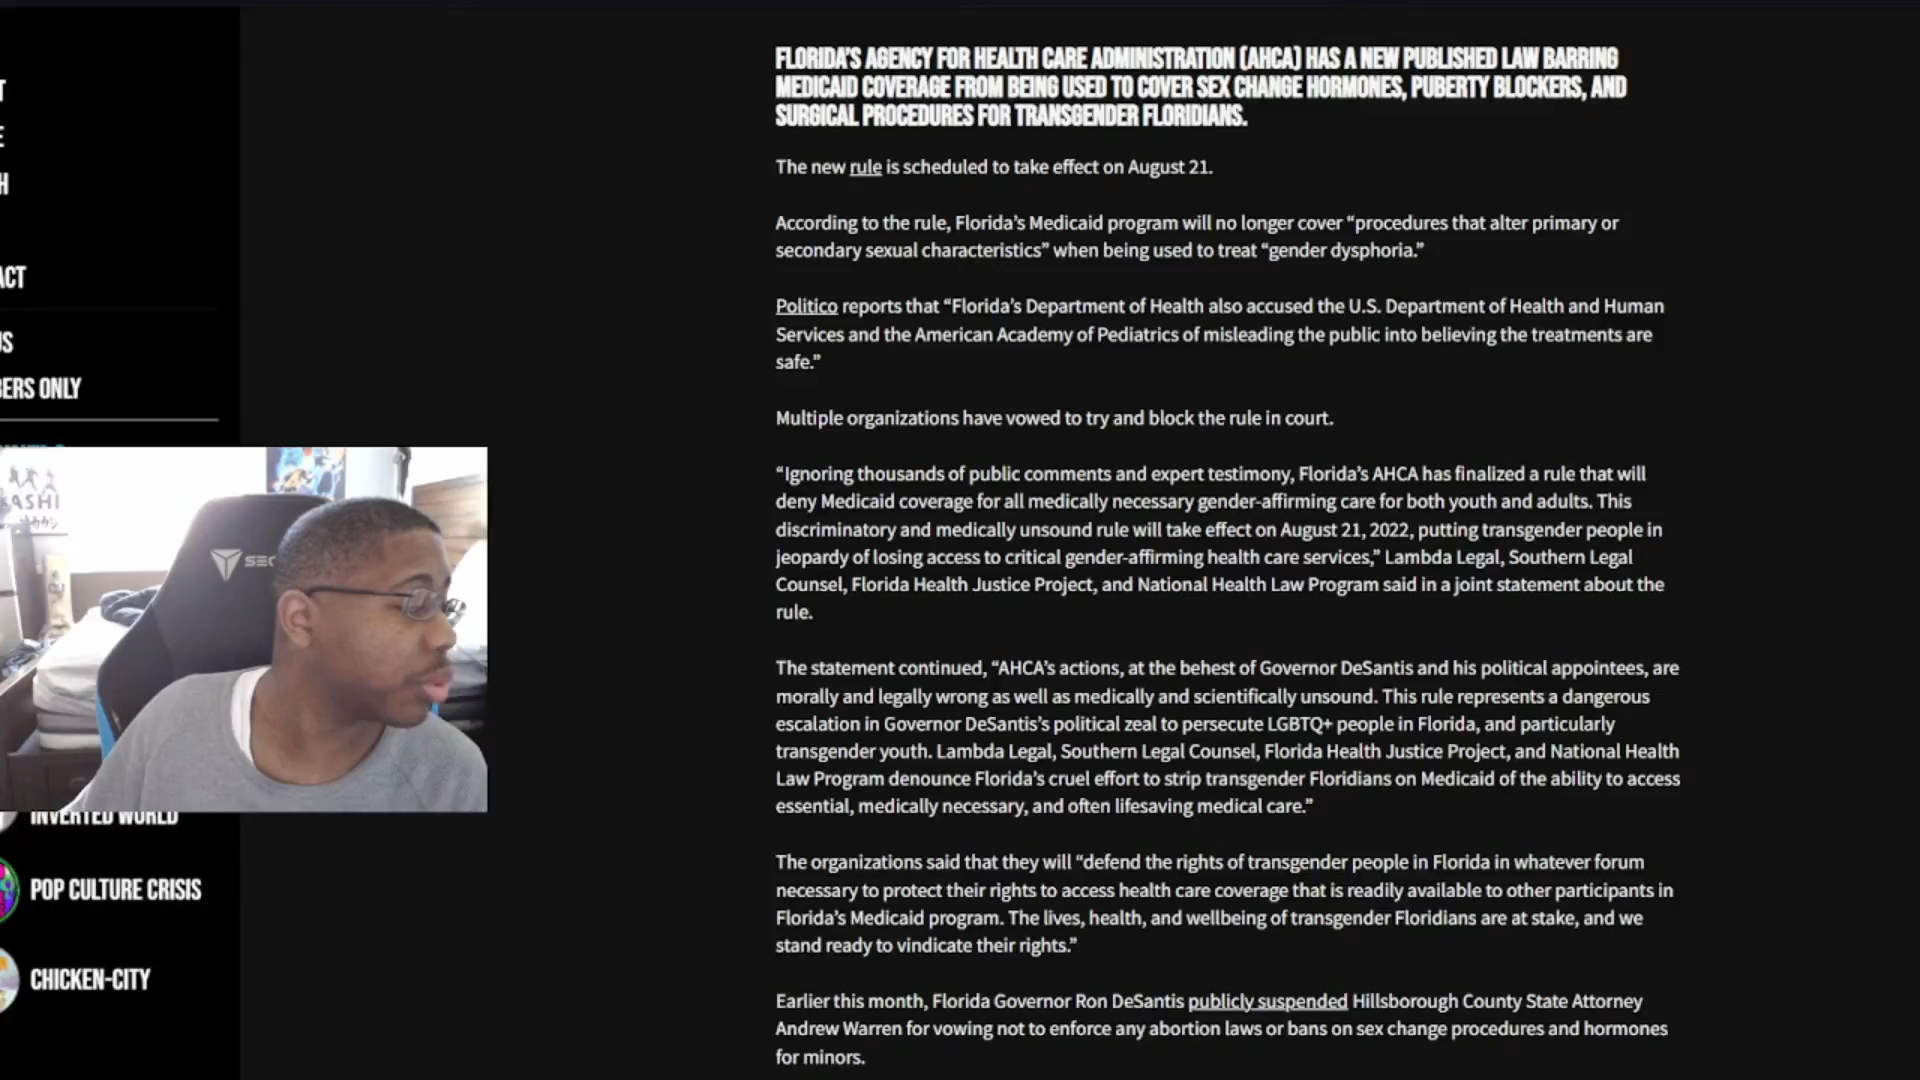 T
E
H
ACT
US
BERS ONLY
INVERTED WORLD
POP CULTURE CRISIS
CHICKEN-CITY
ASHI
SEC
FLORIDA'S AGENCY FOR HEALTH CARE ADMINISTRATION (AHCA) HAS A NEW PUBLISHED LAW BARRING
MEDICAID COVERAGE FROM BEING USED TO COVER SEX CHANGE HORMONES, PUBERTY BLOCKERS, AND
SURGICAL PROCEDURES FOR TRANSGENDER FLORIDIANS.
The new rule is scheduled to take effect on August 21.
According to the rule, Florida's Medicaid program will no longer cover “procedures that alter primary or
secondary sexual characteristics” when being used to treat “gender dysphoria.”
Politico reports that “Florida's Department of Health also accused the U.S. Department of Health and Human
Services and the American Academy of Pediatrics of misleading the public into believing the treatments are
safe.”
Multiple organizations have vowed to try and block the rule in court.
“Ignoring thousands of public comments and expert testimony, Florida's AHCA has finalized a rule that will
deny Medicaid coverage for all medically necessary gender-affirming care for both youth and adults. This
discriminatory and medically unsound rule will take effect on August 21, 2022, putting transgender people in
jeopardy of losing access to critical gender-affirming health care services,” Lambda Legal, Southern Legal
Counsel, Florida Health Justice Project, and National Health Law Program said in a joint statement about the
rule.
The statement continued, “AHCA's actions, at the behest of Governor DeSantis and his political appointees, are
morally and legally wrong as well as medically and scientifically unsound. This rule represents a dangerous
escalation in Governor DeSantis's political zeal to persecute LGBTQ+ people in Florida, and particularly
transgender youth. Lambda Legal, Southern Legal Counsel, Florida Health Justice Project, and National Health
Law Program denounce Florida's cruel effort to strip transgender Floridians on Medicaid of the ability to access
essential, medically necessary, and often lifesaving medical care.”
The organizations said that they will “defend the rights of transgender people in Florida in whatever forum
necessary to protect their rights to access health care coverage that is readily available to other participants in
Florida's Medicaid program. The lives, health, and wellbeing of transgender Floridians are at stake, and we
stand ready to vindicate their rights.”
Earlier this month, Florida Governor Ron DeSantis publicly suspended Hillsborough County State Attorney
Andrew Warren for vowing not to enforce any abortion laws or bans on sex change procedures and hormones
for minors.